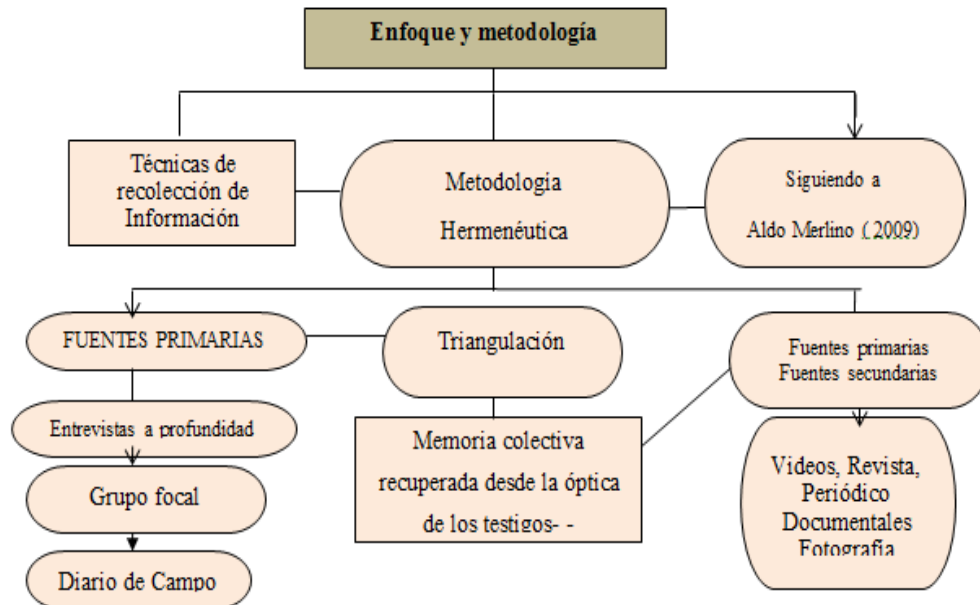 Enfoque y metodología
Técnicas de
recolección de
Información
Metodología
Hermenéutica
Siguiendo a
Aldo Merlino ( 2009)
FUENTES PRIMARIAS
Triangulación
Fuentes primarias
Fuentes secundarias
Entrevistas a profundidad
Memoria colectiva
recuperada desde la óptica
de los testigos- -
Videos, Revista,
Periódico
Documentales
Fotografía
Grupo focal
Diario de Campo